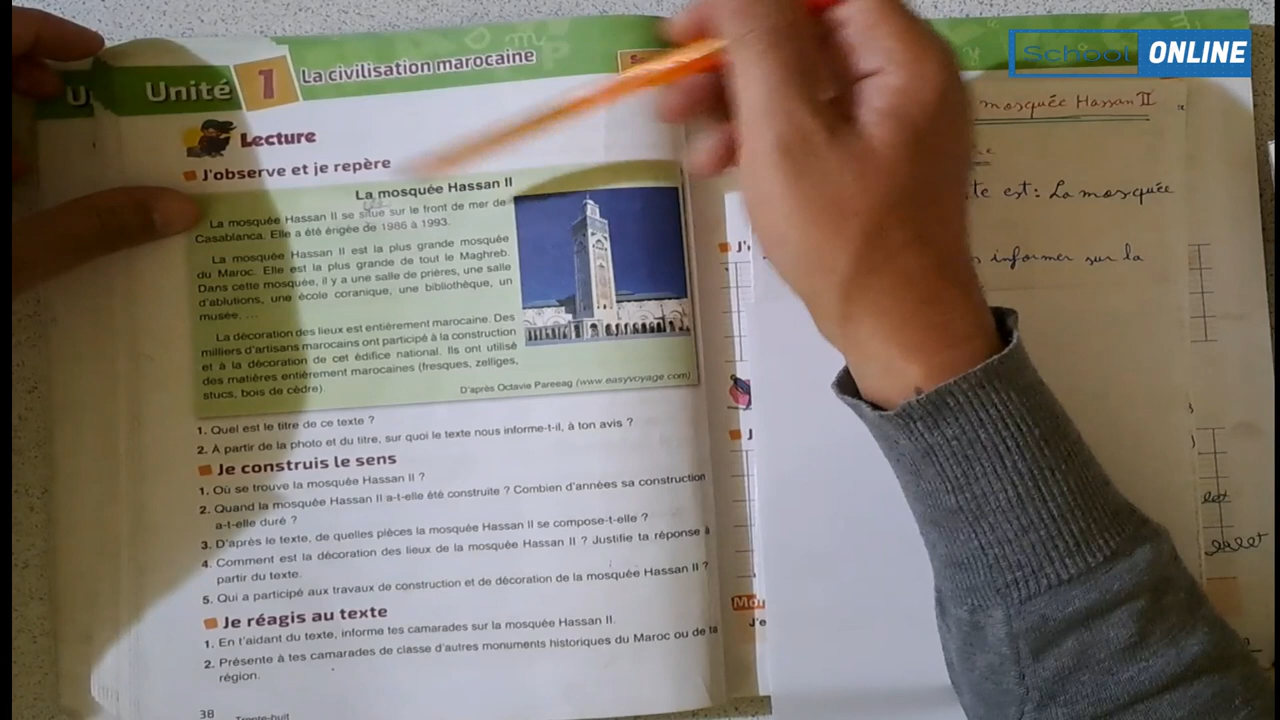 School ONLINE
Unité 1 La civilisation marocaine
Lecture
J'observe et je repère
La mosquée Hassan II
La mosquée Hassan II se situe sur le front de mer de
Casablanca. Elle a été érigée de 1986 à 1993.
La mosquée Hassan II est la plus grande mosquée
du Maroc. Elle est la plus grande de tout le Maghreb.
Dans cette mosquée, il y a une salle de prières, une salle
d'ablutions, une école coranique, une bibliothèque, un
musée, ...
La décoration des lieux est entièrement marocaine. Des
milliers d'artisans marocains ont participé à la construction
et à la décoration de cet édifice national. Ils ont utilisé
des matières entièrement marocaines (fresques, zelliges,
stucs, bois de cèdre).
D'après Octavie Pareeag (www.easyvoyage.com)
1. Quel est le titre de ce texte ?
2. À partir de la photo et du titre, sur quoi le texte nous informe-t-il, à ton avis ?
Je construis le sens
1. Où se trouve la mosquée Hassan II ?
2. Quand la mosquée Hassan II a-t-elle été construite ? Combien d'années sa construction
a-t-elle duré ?
3. D'après le texte, de quelles pièces la mosquée Hassan II se compose-t-elle ?
4. Comment est la décoration des lieux de la mosquée Hassan II ? Justifie ta réponse à
partir du texte.
5. Qui a participé aux travaux de construction et de décoration de la mosquée Hassan II ?
Je réagis au texte
1. En t'aidant du texte, informe tes camarades sur la mosquée Hassan II.
2. Présente à tes camarades de classe d'autres monuments historiques du Maroc ou de ta
région.
38 Trente-huit
mosquée Hassan II
est : La mosquée
informer sur la